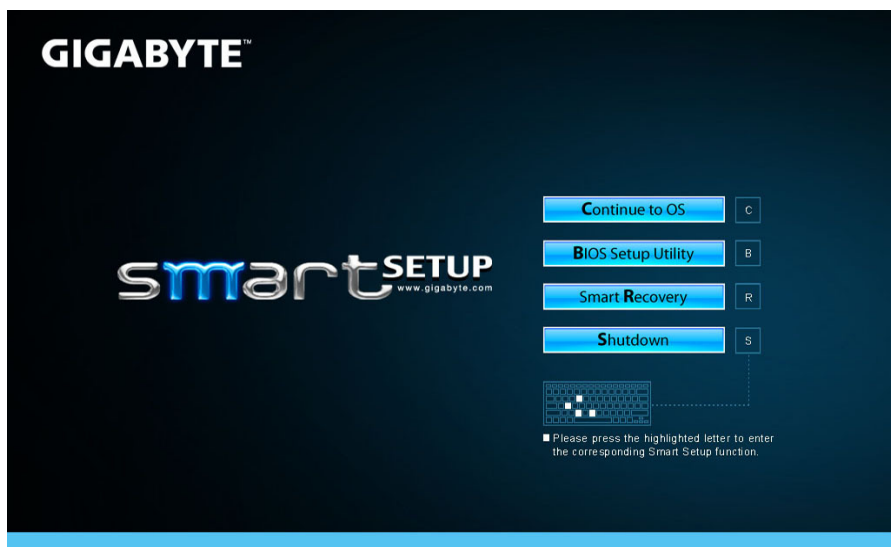 GIGABYTE™
smart SETUP
www.gigabyte.com
Continue to OS C
BIOS Setup Utility B
Smart Recovery R
Shutdown S
Please press the highlighted letter to enter
the corresponding Smart Setup function.